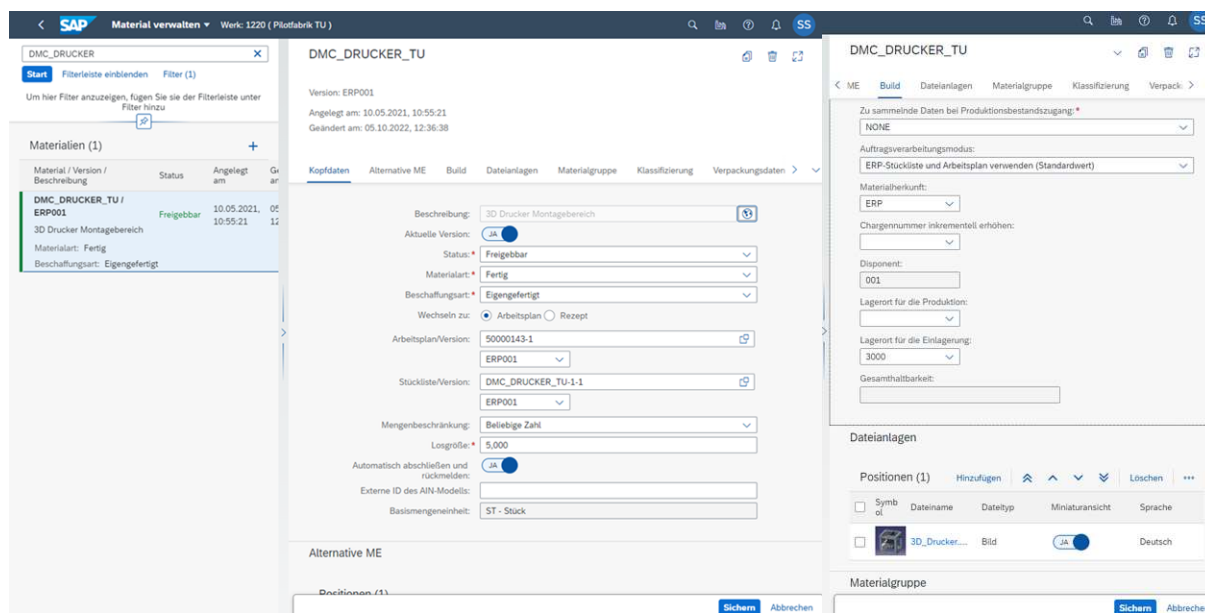 SAP Material verwalten Werk: 1220 ( Pilotfabrik TU ) SS
DMC_DRUCKER
Start Filterleiste einblenden Filter (1)
Um hier Filter anzuzeigen, fügen Sie sie der Filterleiste unter
Filter hinzu
Materialien (1)
Material / Version / Beschreibung Status Angelegt am
DMC_DRUCKER_TU /
ERP001
3D Drucker Montagebereich
Freigebbar
10.05.2021,
10:55:21
Materialart: Fertig
Beschaffungsart: Eigengefertigt
DMC_DRUCKER_TU
Version: ERP001
Angelegt am: 10.05.2021, 10:55:21
Geändert am: 05.10.2022, 12:36:38
Kopfdaten Alternative ME Build Dateianlagen Materialgruppe Klassifizierung Verpackungsdaten
Beschreibung: 3D Drucker Montagebereich
Aktuelle Version: JA
Status:* Freigebbar
Materialart:* Fertig
Beschaffungsart:* Eigengefertigt
Wechseln zu: Arbeitsplan Rezept
Arbeitsplan/Version: 50000143-1
ERP001
Stückliste/Version: DMC_DRUCKER_TU-1-1
ERP001
Mengenbeschränkung: Beliebige Zahl
Losgröße:* 5,000
Automatisch abschließen und
rückmelden: JA
Externe ID des AIN-Modells:
Basismengeneinheit: ST - Stück
Alternative ME
Positionen (1)
Sichern Abbrechen
SS
DMC_DRUCKER_TU
ME Build Dateianlagen Materialgruppe Klassifizierung Verpack
Zu sammelnde Daten bei Produktionsbestandszugang:*
NONE
Auftragsverarbeitungsmodus:
ERP-Stückliste und Arbeitsplan verwenden (Standardwert)
Materialherkunft:
ERP
Chargennummer inkrementell erhöhen:
Disponent:
001
Lagerort für die Produktion:
Lagerort für die Einlagerung:
3000
Gesamthaltbarkeit:
Dateianlagen
Positionen (1) Hinzufügen Löschen
Symb
ol Dateiname Dateityp Miniaturansicht Sprache
3D_Drucker.... Bild JA Deutsch
Materialgruppe
Sichern Abbreche